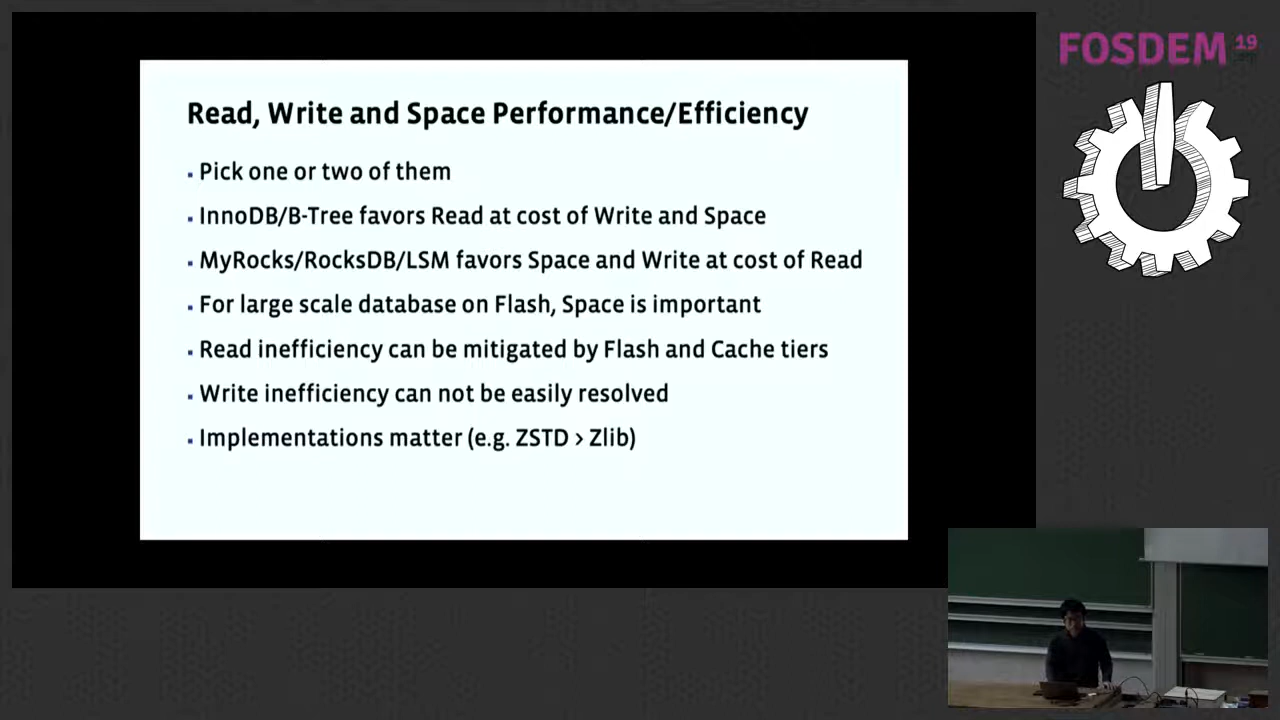 Read, Write and Space Performance/Efficiency
Pick one or two of them
InnoDB/B-Tree favors Read at cost of Write and Space
MyRocks/RocksDB/LSM favors Space and Write at cost of Read
For large scale database on Flash, Space is important
Read inefficiency can be mitigated by Flash and Cache tiers
Write inefficiency can not be easily resolved
Implementations matter (e.g. ZSTD > Zlib)
FOSDEM 19